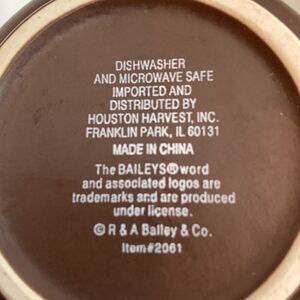 DISHWASHER
AND MICROWAVE SAFE
IMPORTED AND
DISTRIBUTED BY
HOUSTON HARVEST, INC.
FRANKLIN PARK, IL 60131
MADE IN CHINA
The BAILEYS® word
and associated logos are
trademarks and are produced
under license.
© R & A Bailey & Co.
Item#2061